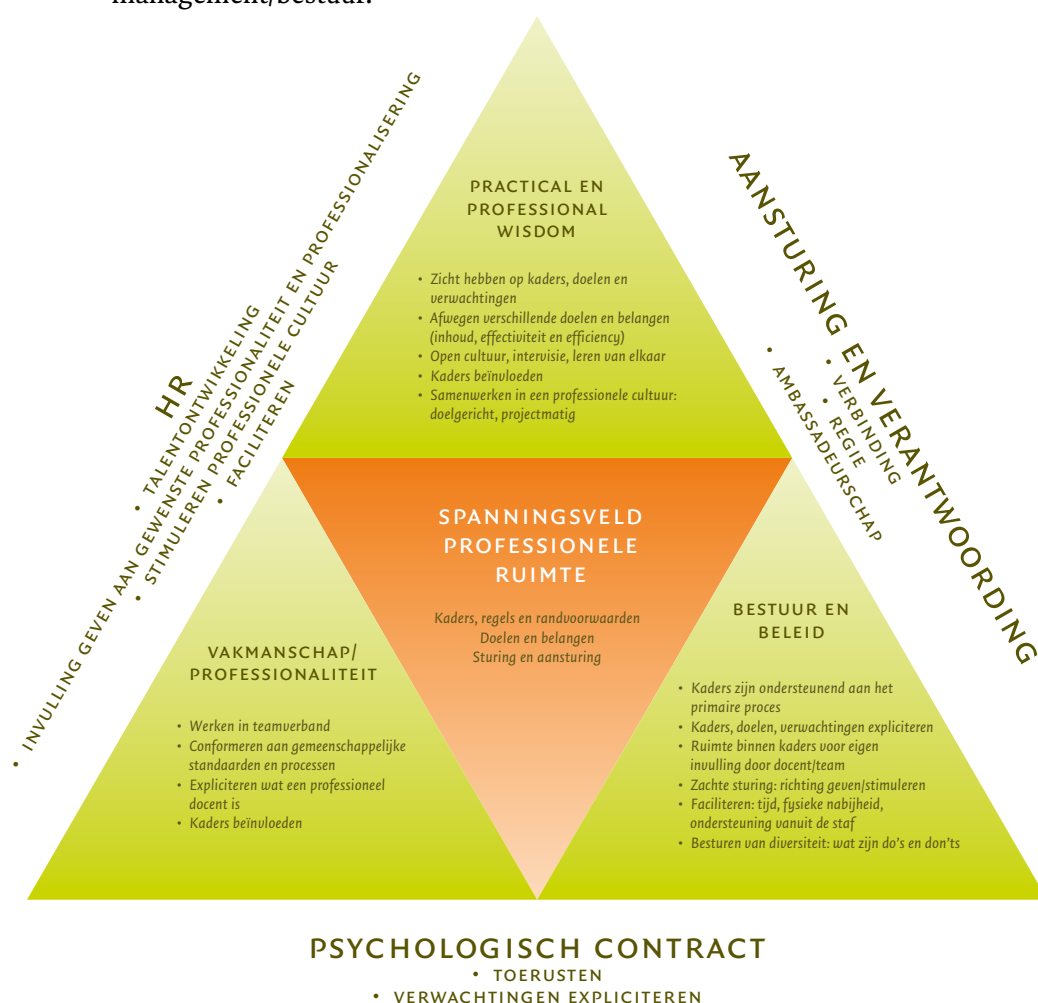 management/bestuur.
PRACTICAL EN
PROFESSIONAL
WISDOM
• Zicht hebben op kaders, doelen en
verwachtingen
• Afwegen verschillende doelen en belangen
(inhoud, effectiviteit en efficiency)
• Open cultuur, intervisie, leren van elkaar
• Kaders beïnvloeden
• Samenwerken in een professionele cultuur:
doelgericht, projectmatig
HR
• TALENTONTWIKKELING
• INVULLING GEVEN AAN GEWENSTE PROFESSIONALITEIT EN PROFESSIONALISERING
• STIMULEREN PROFESSIONELE CULTUUR
• FACILITEREN
AANSTURING EN VERANTWOORDING
• VERBINDING
• REGIE
• AMBASSADEURSCHAP
SPANNINGSVELD
PROFESSIONELE
RUIMTE
Kaders, regels en randvoorwaarden
Doelen en belangen
Sturing en aansturing
VAKMANSCHAP/
PROFESSIONALITEIT
• Werken in teamverband
• Conformeren aan gemeenschappelijke
standaarden en processen
• Expliciteren wat een professioneel
docent is
• Kaders beïnvloeden
BESTUUR EN
BELEID
• Kaders zijn ondersteunend aan het
primaire proces
• Kaders, doelen, verwachtingen expliciteren
• Ruimte binnen kaders voor eigen
invulling door docent/team
• Zachte sturing: richting geven/stimuleren
• Faciliteren: tijd, fysieke nabijheid,
ondersteuning vanuit de staf
• Besturen van diversiteit: wat zijn do's en don'ts
PSYCHOLOGISCH CONTRACT
• TOERUSTEN
• VERWACHTINGEN EXPLICITEREN